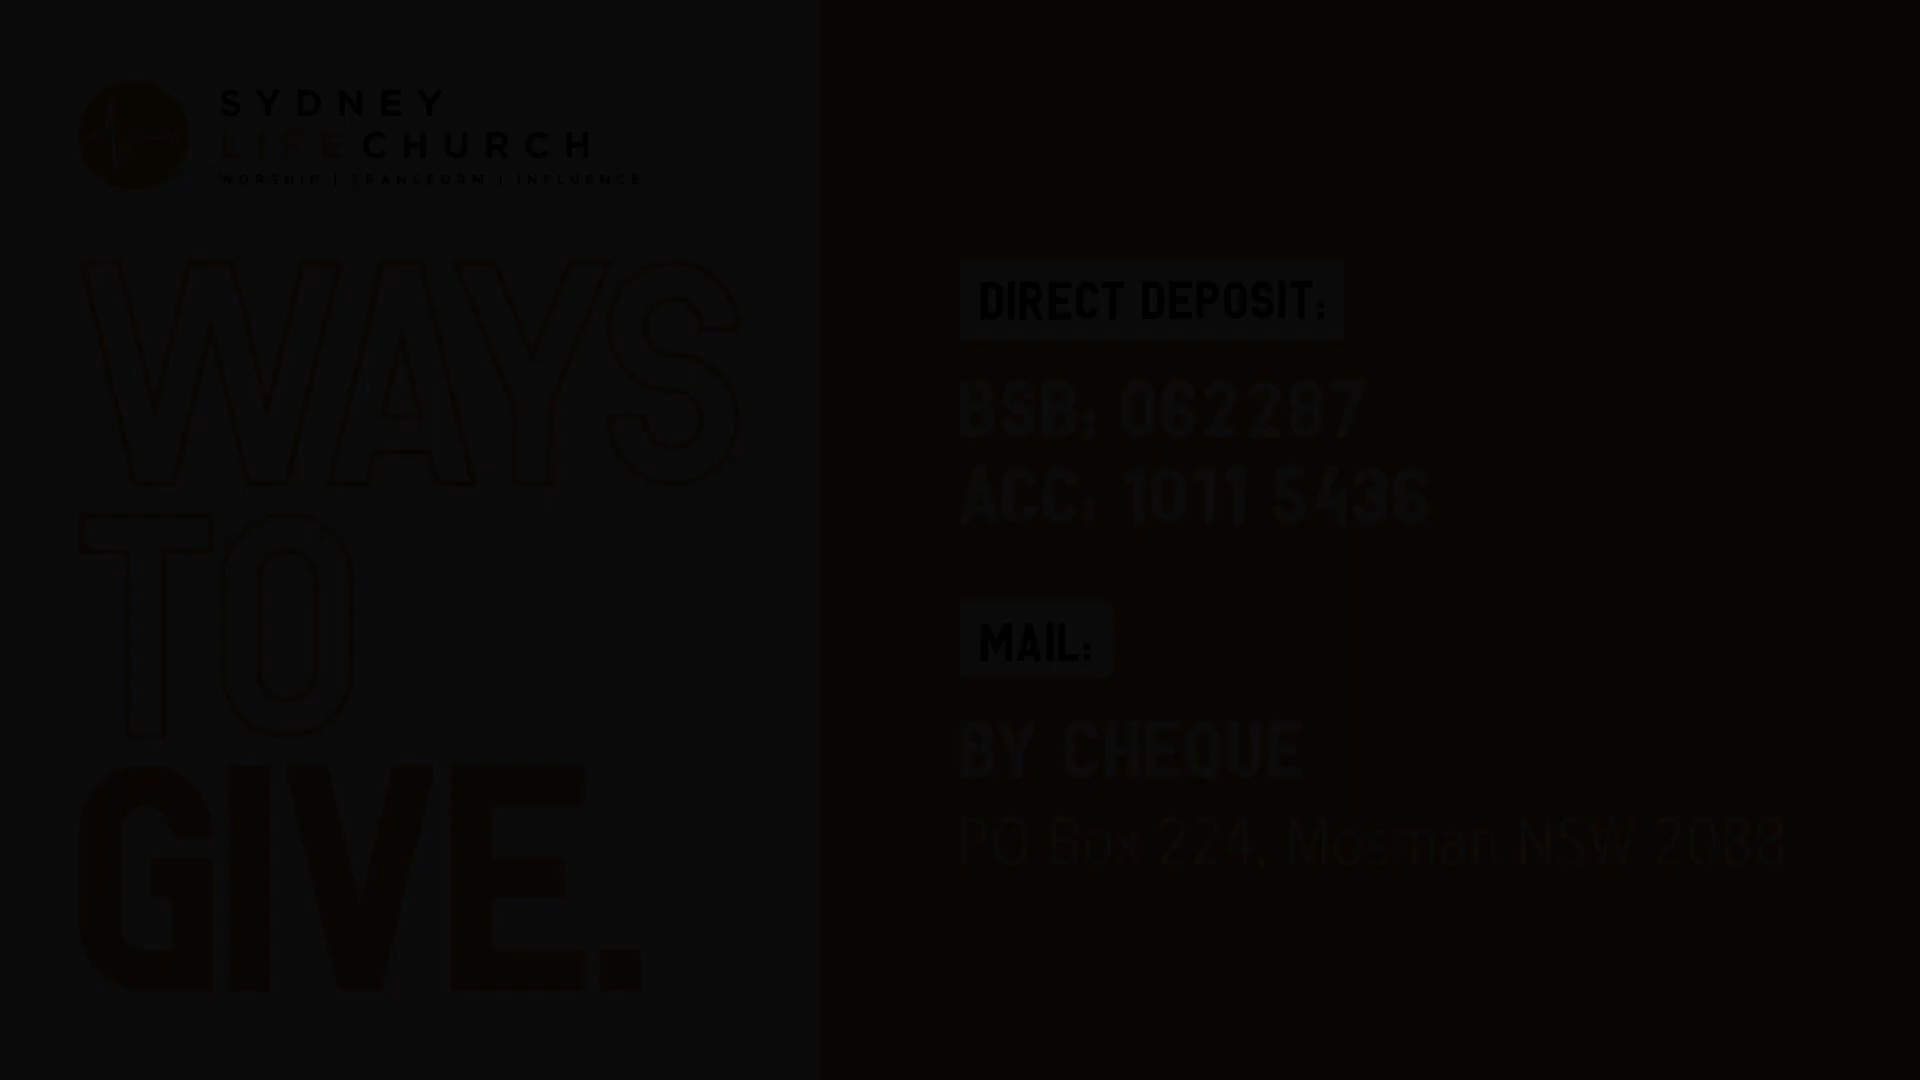 SYDNEY
LIFE CHURCH
WORSHIP | TRANSFORM | INFLUENCE
WAYS
TO
GIVE.
DIRECT DEPOSIT:
BSB: 062287
ACC: 1011 5436
MAIL:
BY CHEQUE
PO Box 224, Mosman NSW 2088